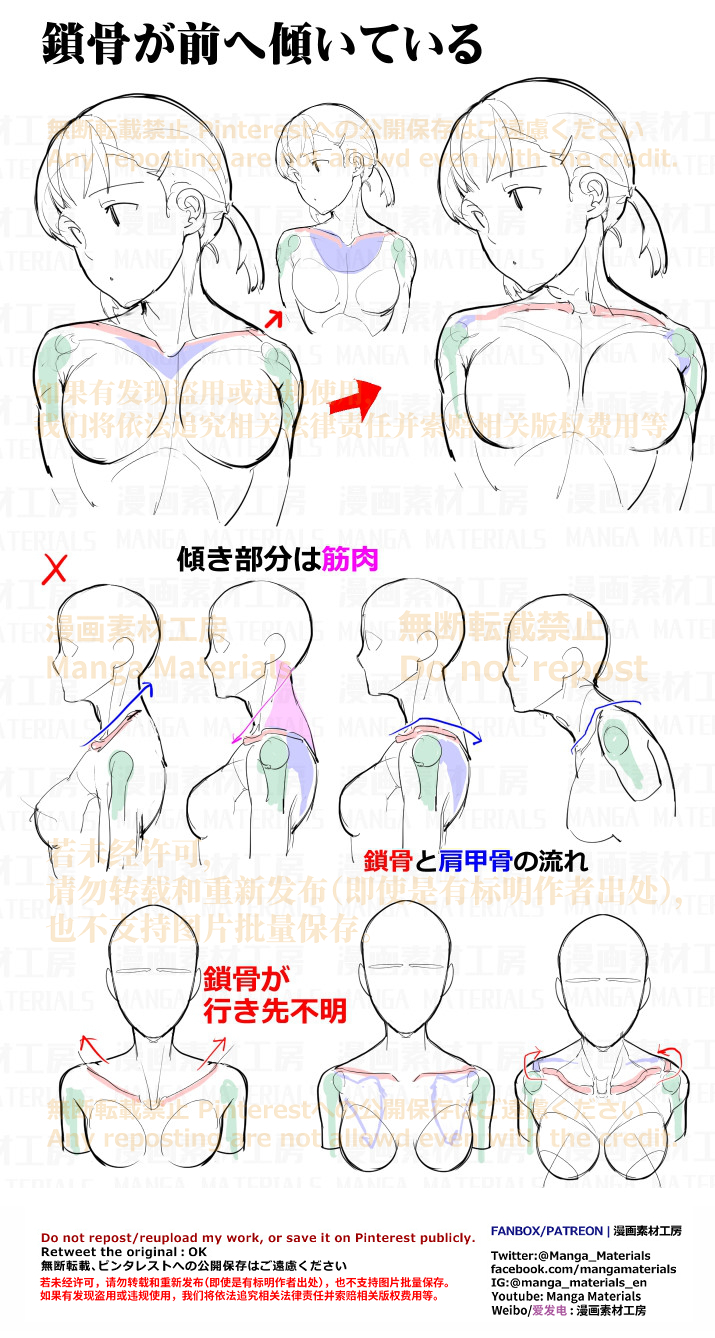 鎖骨が前へ傾いている
無断転載禁止 Pinterestへの公開保存はご遠慮ください
Any reposting are not allowd even with the credit.
如果有发现盗用或违规使用,
我们将依法追究相关法律责任并索赔相关版权费用等
傾き部分は筋肉
漫画素材工房
Manga Materials
無断転載禁止
Do not repost
若未经许可,
请勿转载和重新发布(即使是有标明作者出处),
也不支持图片批量保存。
鎖骨と肩甲骨の流れ
鎖骨が
行き先不明
無断転載禁止 Pinterestへの公開保存はご遠慮ください
Any reposting are not allowd even with the credit.
漫画素材工房
MANGA MATERIALS
Do not repost/reupload my work, or save it on Pinterest publicly.
Retweet the original : OK
無断転載、ピンタレストへの公開保存はご遠慮ください
若未经许可，请勿转载和重新发布(即使是有标明作者出处)，也不支持图片批量保存。
如果有发现盗用或违规使用，我们将依法追究相关法律责任并索赔相关版权费用等。
FANBOX/PATREON | 漫画素材工房
Twitter:@Manga_Materials
facebook.com/mangamaterials
IG:@manga_materials_en
Youtube: Manga Materials
Weibo/爱发电 : 漫画素材工房